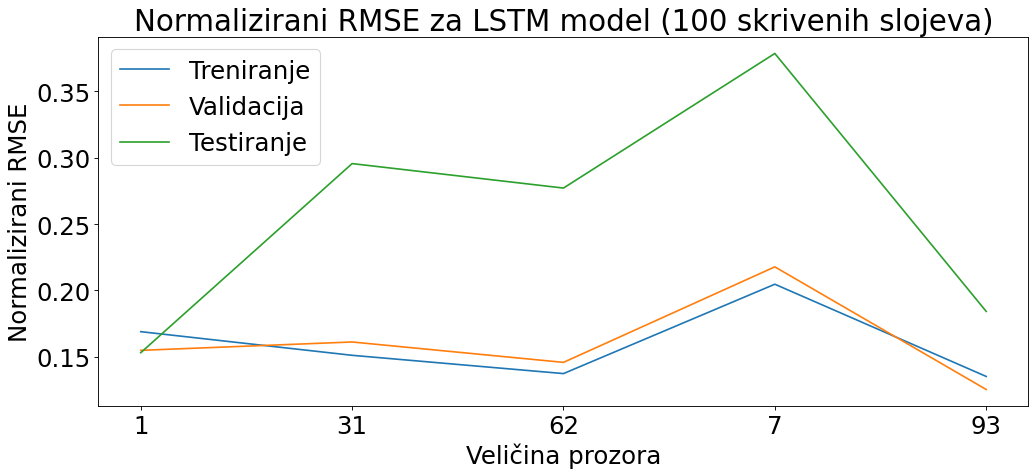 Normalizirani RMSE za LSTM model (100 skrivenih slojeva)
Treniranje
Validacija
Testiranje
Normalizirani RMSE
0.35
0.30
0.25
0.20
0.15
1 31 62 7 93
Veličina prozora